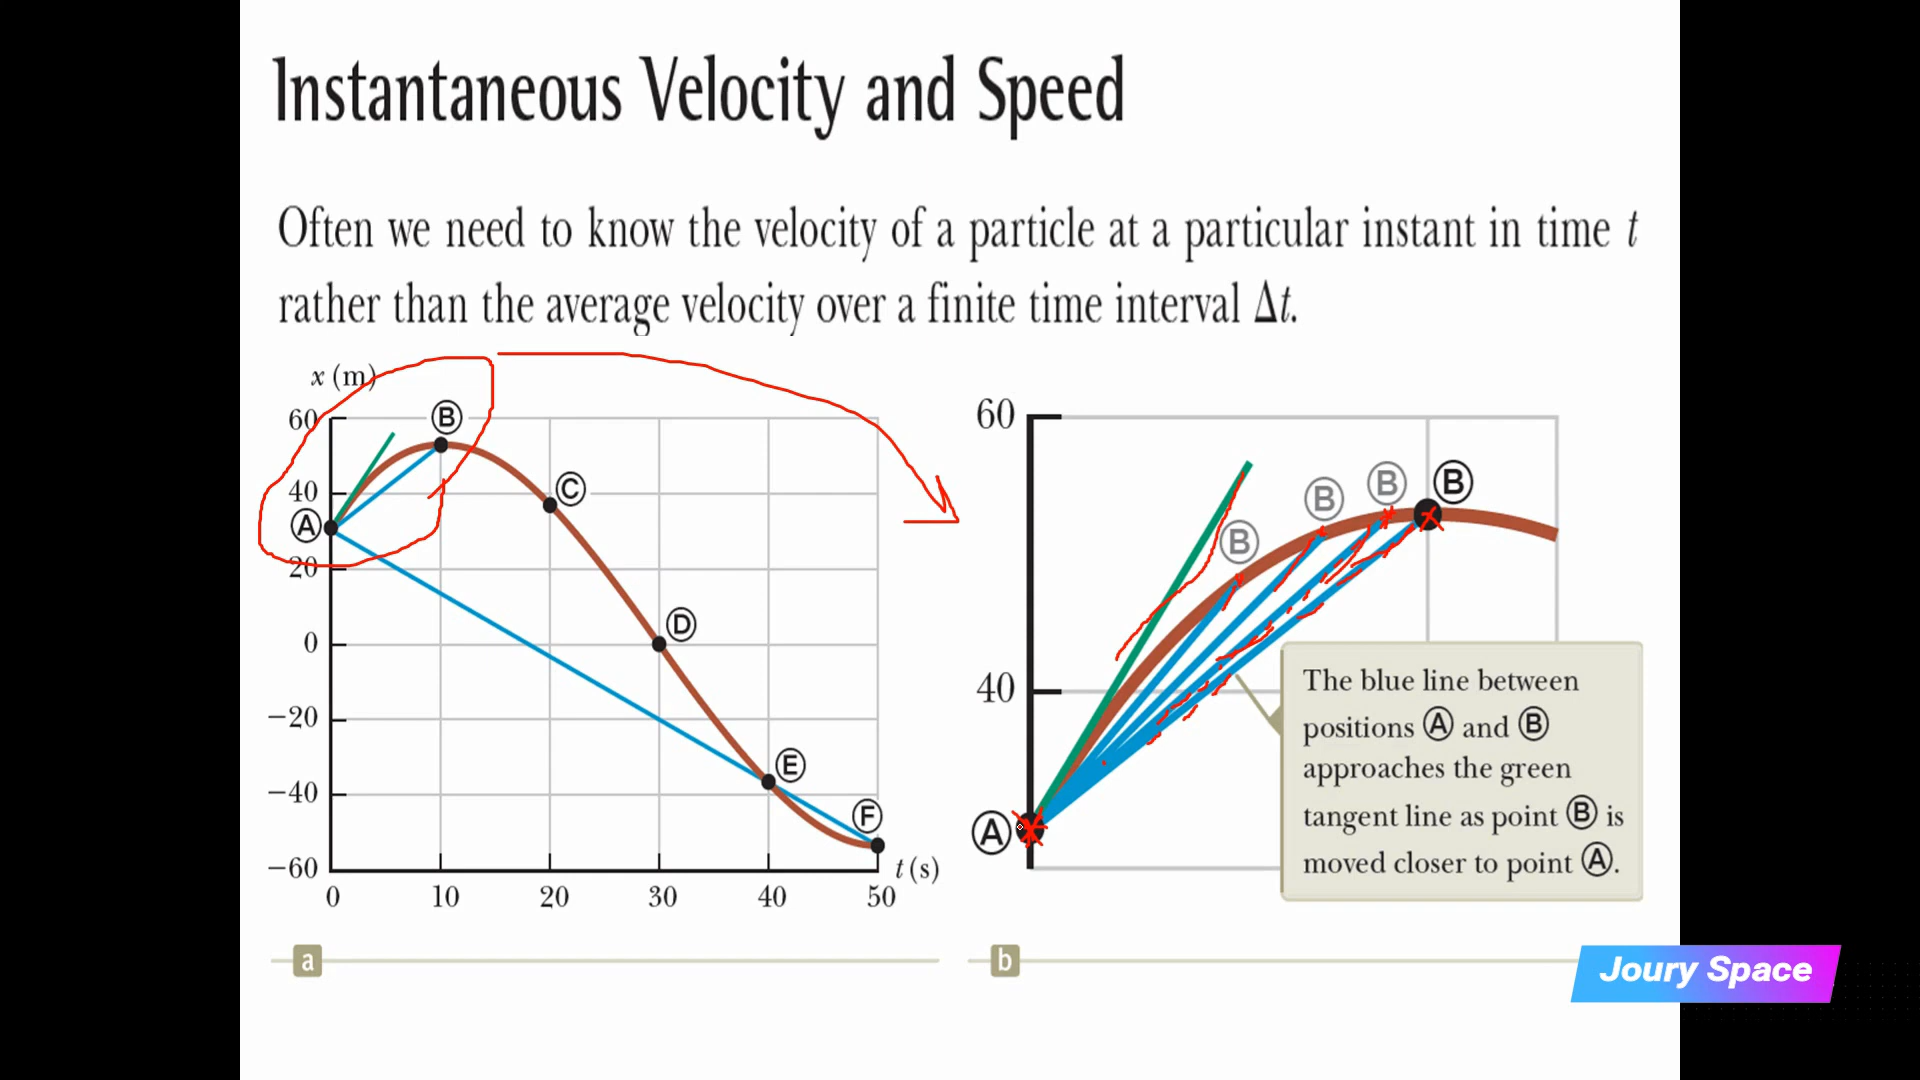 Instantaneous Velocity and Speed
Often we need to know the velocity of a particle at a particular instant in time t
rather than the average velocity over a finite time interval Δt.
x (m)
60
40
20
0
−20
−40
−60
A
B
C
D
E
F
t (s)
0 10 20 30 40 50
a
60
40
A
B
B
B
B
The blue line between
positions Ⓐ and Ⓑ
approaches the green
tangent line as point Ⓑ is
moved closer to point Ⓐ.
b
Joury Space